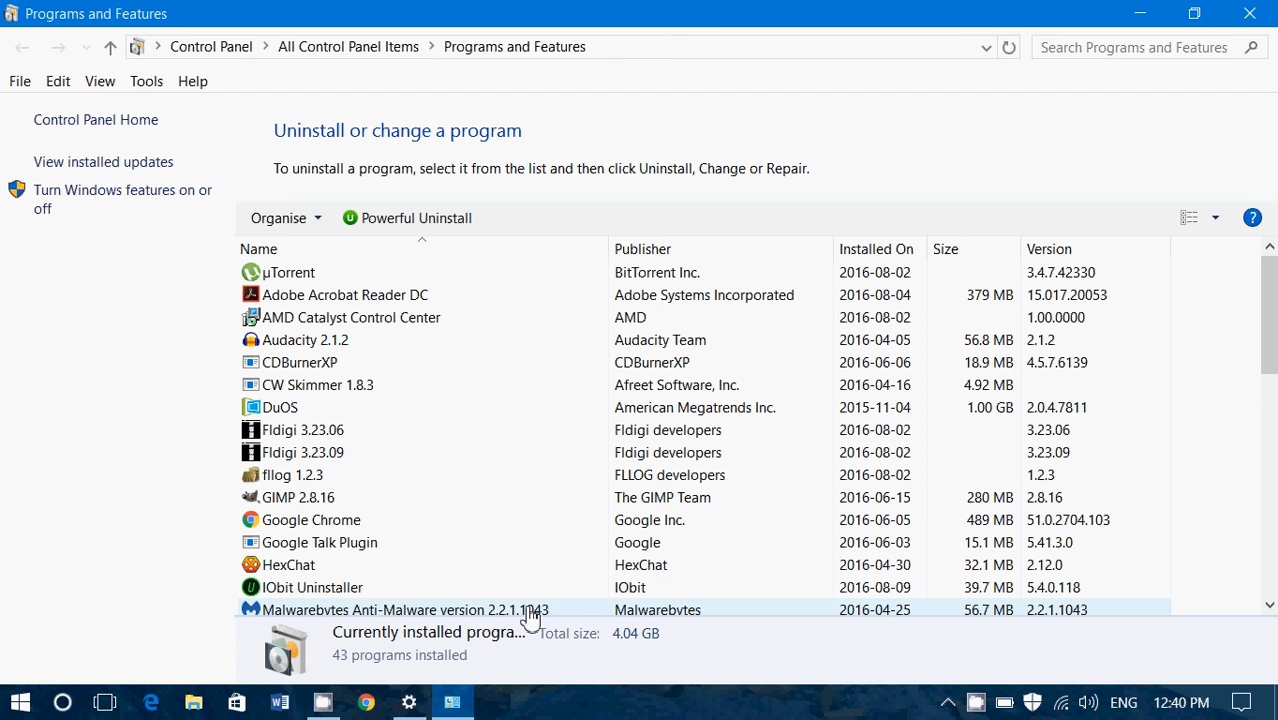 Programs and Features
Control Panel > All Control Panel Items > Programs and Features
Search Programs and Features
File Edit View Tools Help
Control Panel Home
View installed updates
Turn Windows features on or
off
Uninstall or change a program
To uninstall a program, select it from the list and then click Uninstall, Change or Repair.
Organise Powerful Uninstall
Name Publisher Installed On Size Version
µTorrent BitTorrent Inc. 2016-08-02 3.4.7.42330
Adobe Acrobat Reader DC Adobe Systems Incorporated 2016-08-04 379 MB 15.017.20053
AMD Catalyst Control Center AMD 2016-08-02 1.00.0000
Audacity 2.1.2 Audacity Team 2016-04-05 56.8 MB 2.1.2
CDBurnerXP CDBurnerXP 2016-06-06 18.9 MB 4.5.7.6139
CW Skimmer 1.8.3 Afreet Software, Inc. 2016-04-16 4.92 MB
DuOS American Megatrends Inc. 2015-11-04 1.00 GB 2.0.4.7811
Fldigi 3.23.06 Fldigi developers 2016-08-02 3.23.06
Fldigi 3.23.09 Fldigi developers 2016-08-02 3.23.09
fllog 1.2.3 FLLOG developers 2016-08-02 1.2.3
GIMP 2.8.16 The GIMP Team 2016-06-15 280 MB 2.8.16
Google Chrome Google Inc. 2016-06-05 489 MB 51.0.2704.103
Google Talk Plugin Google 2016-06-03 15.1 MB 5.41.3.0
HexChat HexChat 2016-04-30 32.1 MB 2.12.0
IObit Uninstaller IObit 2016-08-09 39.7 MB 5.4.0.118
Malwarebytes Anti-Malware version 2.2.1.1043 Malwarebytes 2016-04-25 56.7 MB 2.2.1.1043
Currently installed progra... Total size: 4.04 GB
43 programs installed
ENG 12:40 PM